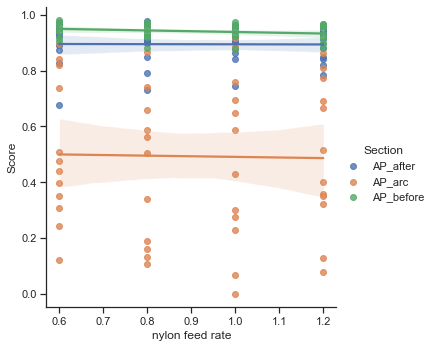 1.0
0.8
0.6
0.4
0.2
0.0
Score
0.6 0.7 0.8 0.9 1.0 1.1 1.2
nylon feed rate
Section
AP_after
AP_arc
AP_before